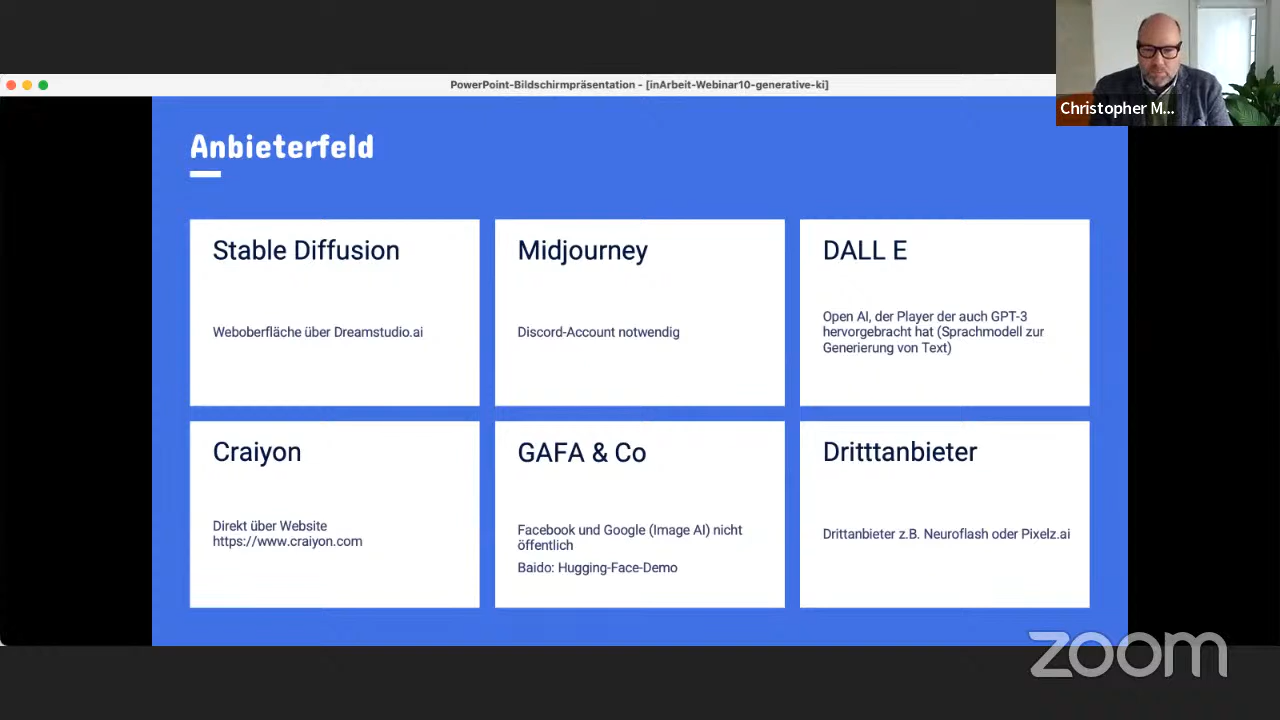 PowerPoint-Bildschirmpräsentation - [inArbeit-Webinar10-generative-ki]
Christopher M...
Anbieterfeld
Stable Diffusion
Weboberfläche über Dreamstudio.ai
Midjourney
Discord-Account notwendig
DALL E
Open AI, der Player der auch GPT-3
hervorgebracht hat (Sprachmodell zur
Generierung von Text)
Craiyon
Direkt über Website
https://www.craiyon.com
GAFA & Co
Facebook und Google (Image AI) nicht
öffentlich
Baido: Hugging-Face-Demo
Dritttanbieter
Drittanbieter z.B. Neuroflash oder Pixelz.ai
zoom